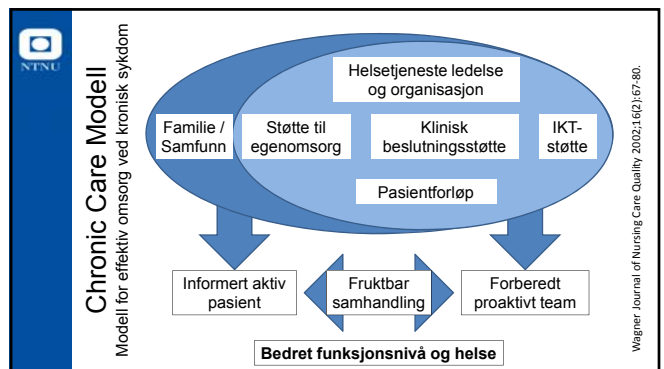 NTNU
Chronic Care Modell
Modell for effektiv omsorg ved kronisk sykdom
Helsetjeneste ledelse
og organisasjon
Familie /
Samfunn
Støtte til
egenomsorg
Klinisk
beslutningsstøtte
IKT-
støtte
Pasientforløp
Informert aktiv
pasient
Fruktbar
samhandling
Forberedt
proaktivt team
Bedret funksjonsnivå og helse
Wagner Journal of Nursing Care Quality 2002;16(2):67-80.